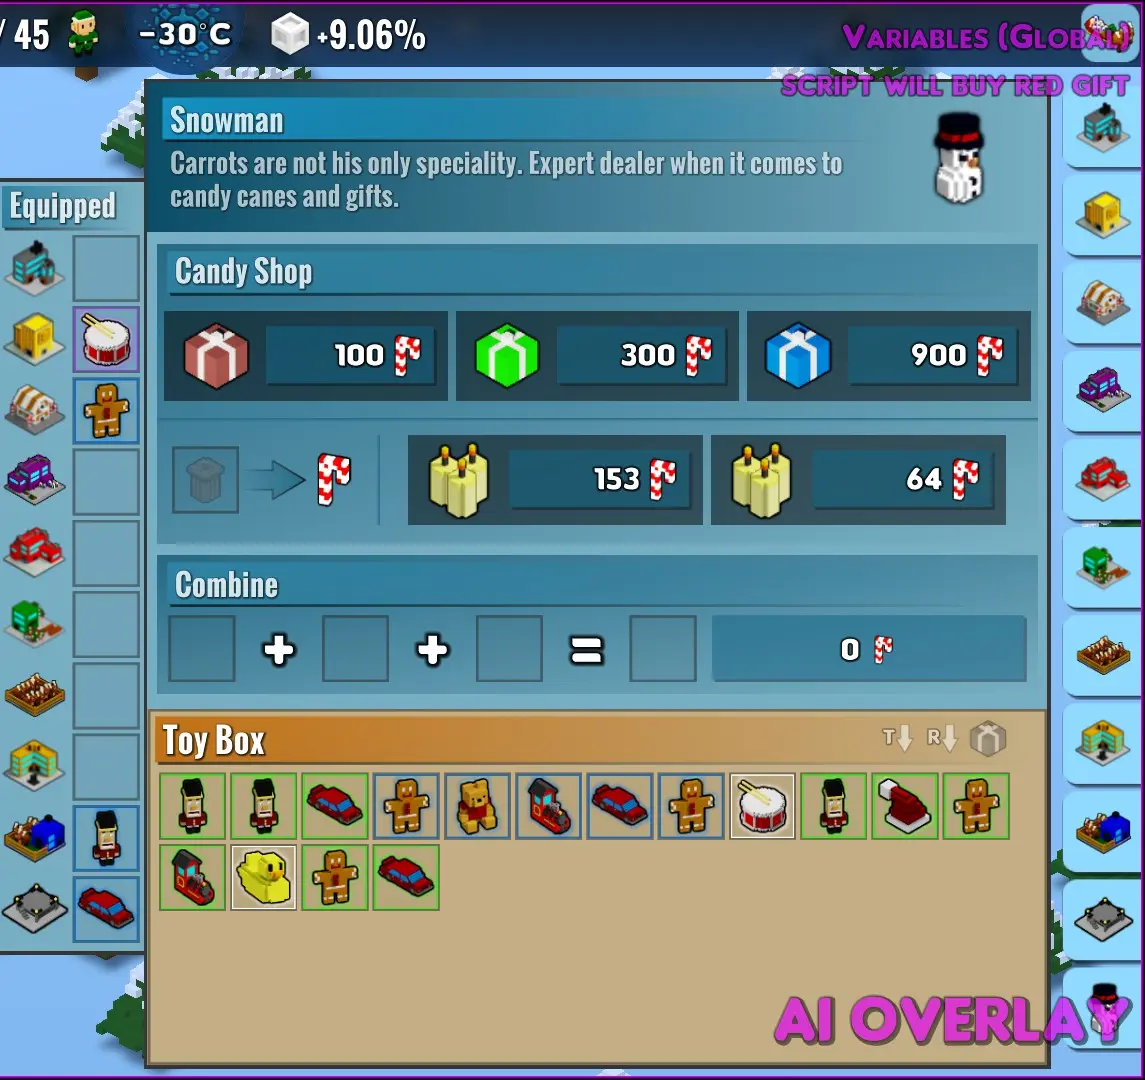 / 45
-30°C
+9.06%
Variables (Global)
Script will buy red gift
Snowman
Carrots are not his only speciality. Expert dealer when it comes to
candy canes and gifts.
Equipped
Candy Shop
100
300
900
153
64
Combine
+ + =
0
Toy Box
T R
AI Overlay